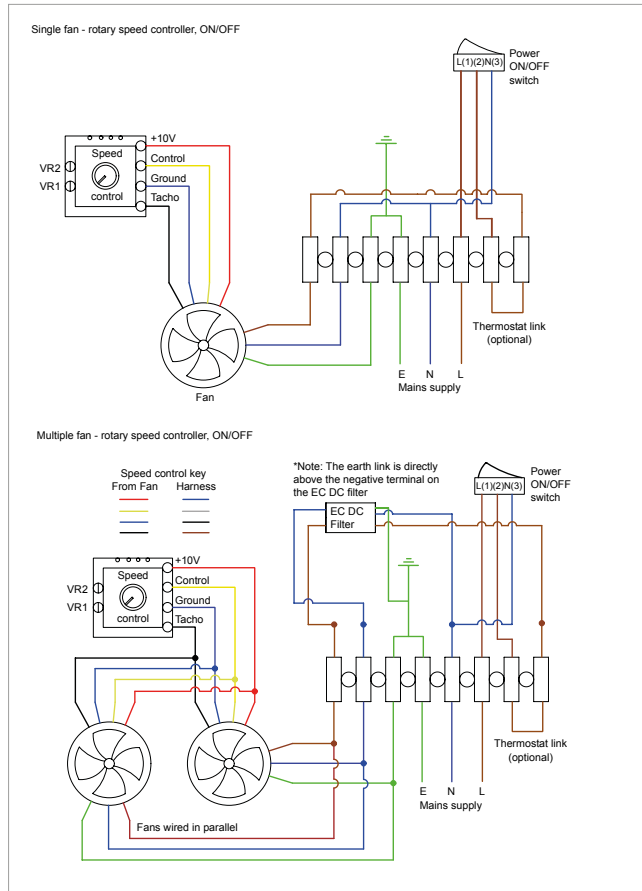 Single fan - rotary speed controller, ON/OFF
L(1)(2)N(3)
Power
ON/OFF
switch
+10V
Speed
Control
VR2
Ground
VR1
control
Tacho
Thermostat link
(optional)
E N L
Mains supply
Fan
Multiple fan - rotary speed controller, ON/OFF
Speed control key
From Fan Harness
*Note: The earth link is directly
above the negative terminal on
the EC DC filter
EC DC
Filter
L(1)(2)N(3)
Power
ON/OFF
switch
+10V
Speed
Control
VR2
Ground
VR1
control
Tacho
Thermostat link
(optional)
E N L
Mains supply
Fans wired in parallel